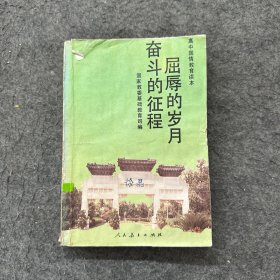 高中国情教育读本
屈辱的岁月
奋斗的征程
国家教委基础教育司编
人民教育出版社